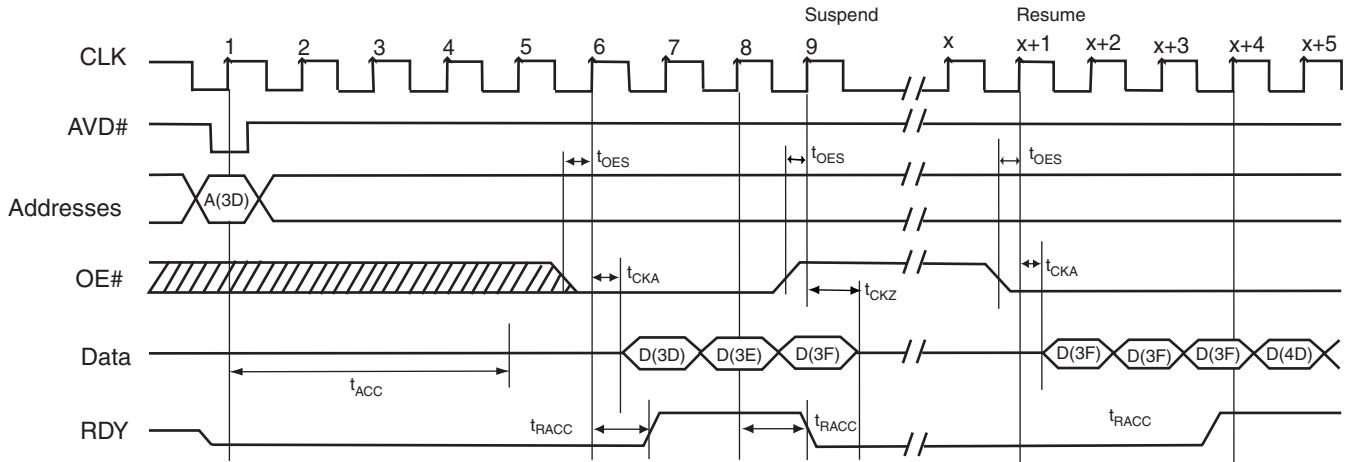 Suspend Resume
1 2 3 4 5 6 7 8 9 x x+1 x+2 x+3 x+4 x+5
CLK
AVD#
tOES tOES tOES
A(3D)
Addresses
OE#
tCKA tCKZ tCKA
Data D(3D) D(3E) D(3F) D(3F) D(3F) D(3F) D(4D)
tACC
RDY tRACC tRACC tRACC